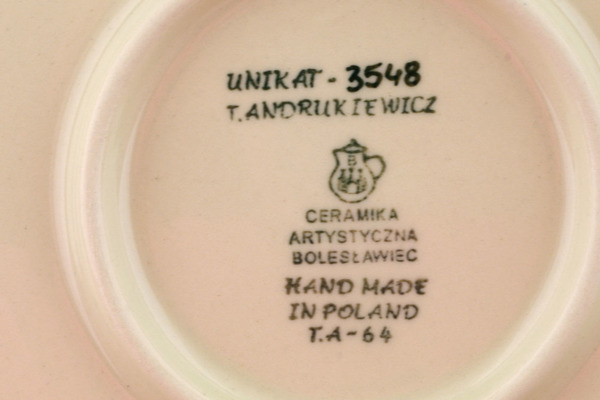 UNIKAT - 3548
T. ANDRUKIEWICZ
B
CERAMIKA
ARTYSTYCZNA
BOLESŁAWIEC
HAND MADE
IN POLAND
T.A-64